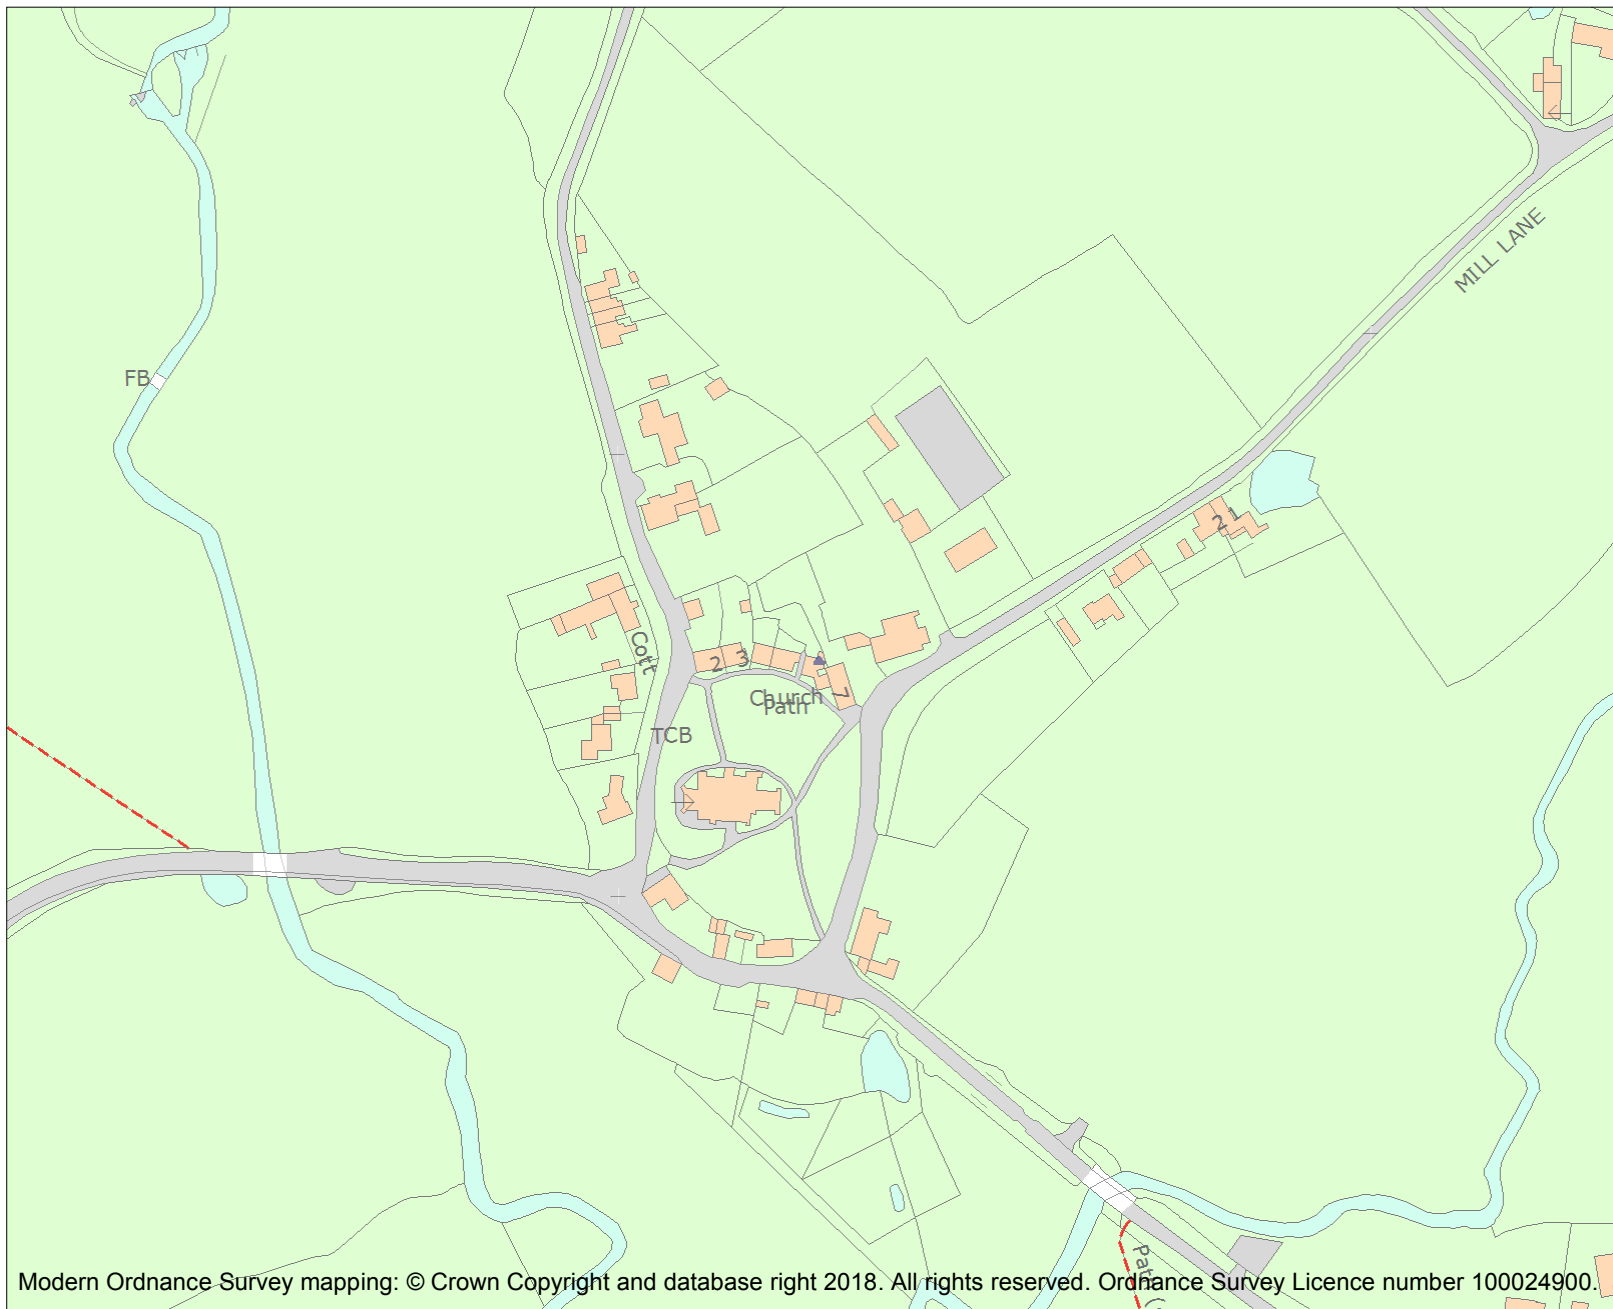 MILL LANE
FB
2 1
Cott
2 3
7
Church
Path
TCB
Path
Modern Ordnance Survey mapping: © Crown Copyright and database right 2018. All rights reserved. Ordnance Survey Licence number 100024900.